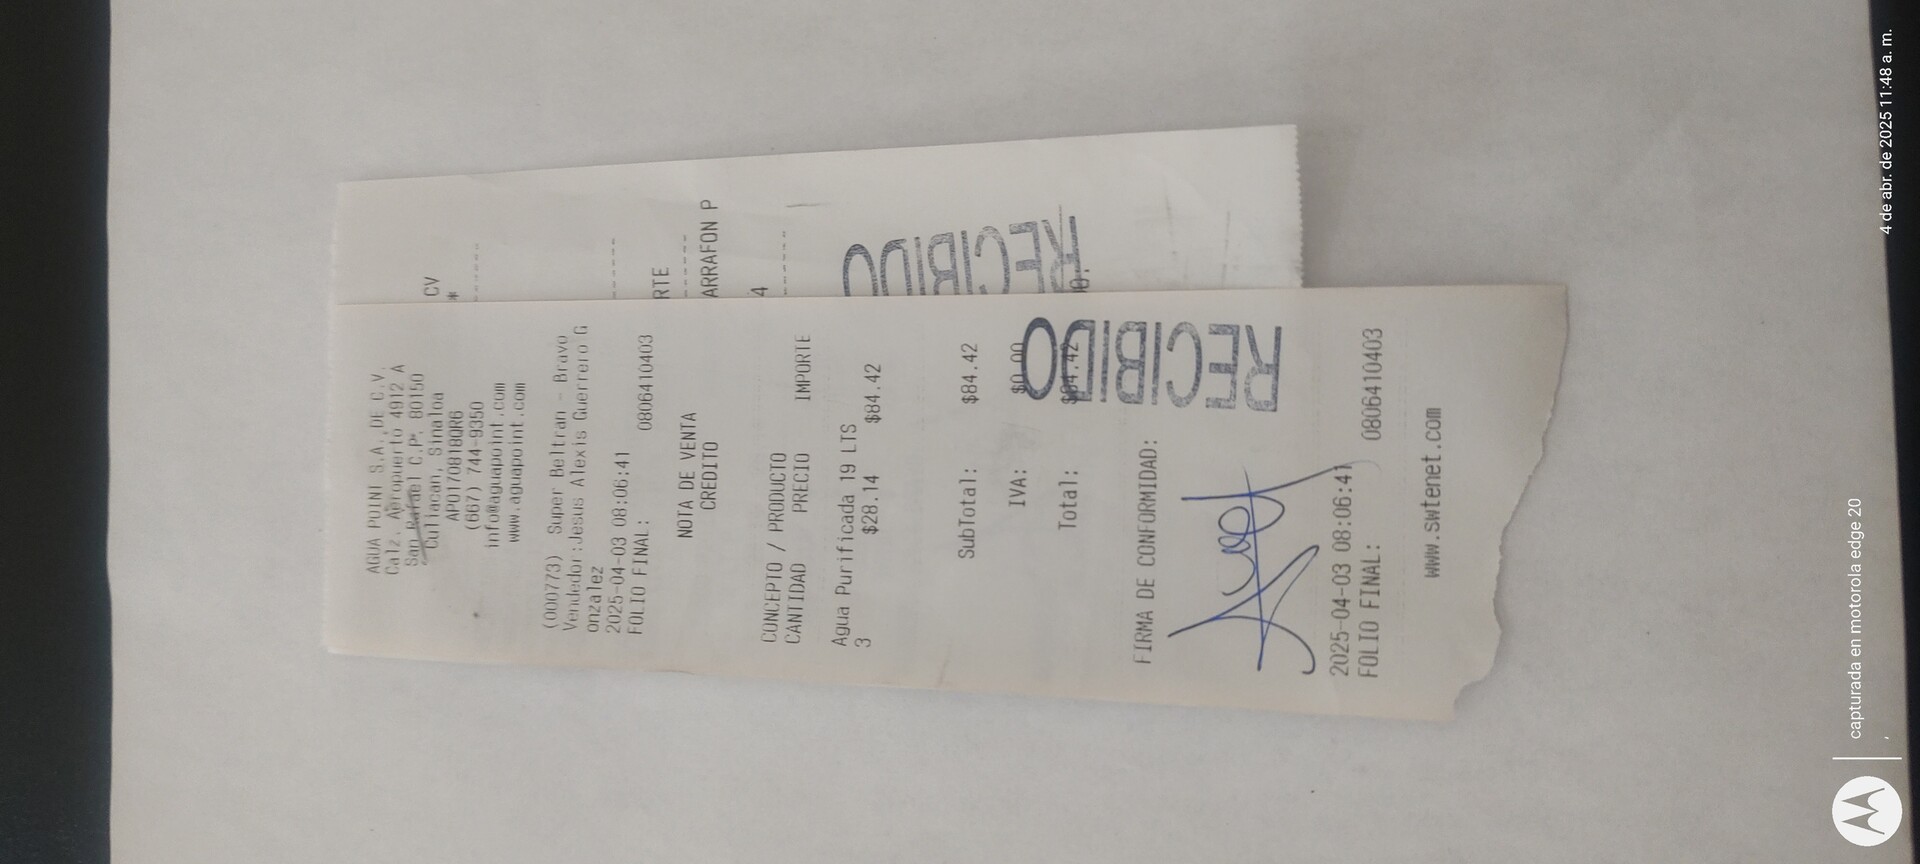 AGUA POINT S.A. DE C.V.
Calz. Aeropuerto 4912 A
San Rafael C.P. 80150
Culiacan, Sinaloa
APO170818QR6
(667) 744-9350
info@aguapoint.com
www.aguapoint.com
(000773) Super Beltran - Bravo
Vendedor:Jesus Alexis Guerrero G
onzalez
2025-04-03 08:06:41
FOLIO FINAL: 0806410403
NOTA DE VENTA
CREDITO
CONCEPTO / PRODUCTO
CANTIDAD PRECIO IMPORTE
Agua Purificada 19 LTS
3 $28.14 $84.42
SubTotal: $84.42
IVA: $0.00
Total: $84.42
RECIBIDO
FIRMA DE CONFORMIDAD:
2025-04-03 08:06:41
FOLIO FINAL: 0806410403
www.swtenet.com
CV
*
------
------
RTE
------
ARRAFON P
4
------
RECIBIDO
capturada en motorola edge 20
4 de abr. de 2025 11:48 a. m.